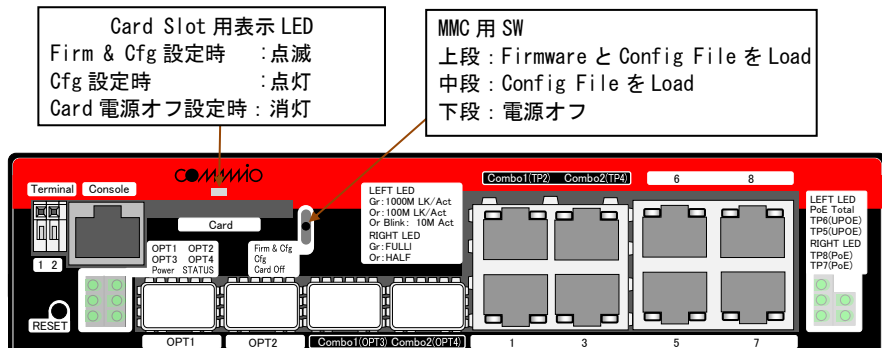 Card Slot 用表示 LED
Firm & Cfg 設定時 :点滅
Cfg 設定時 :点灯
Card 電源オフ設定時:消灯
MMC 用 SW
上段:Firmware と Config File を Load
中段:Config File を Load
下段:電源オフ
commnio
Terminal Console
Card
1 2
RESET
OPT1 OPT2
OPT3 OPT4
Power STATUS
Firm & Cfg
Cfg
Card Off
LEFT LED
Gr:1000M LK/Act
Or:100M LK/Act
Or Blink: 10M Act
RIGHT LED
Gr:FULLI
Or:HALF
Combo1(TP2) Combo2(TP4)
6 8
LEFT LED
PoE Total
TP6(UPOE)
TP5(UPOE)
RIGHT LED
TP8(PoE)
TP7(PoE)
OPT1 OPT2 Combo1(OPT3) Combo2(OPT4) 1 3 5 7